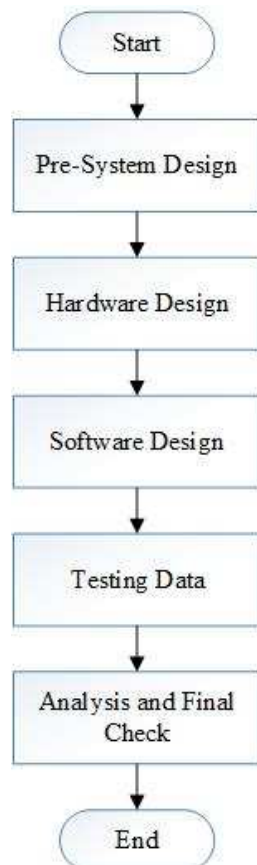 Start
Pre-System Design
Hardware Design
Software Design
Testing Data
Analysis and Final
Check
End